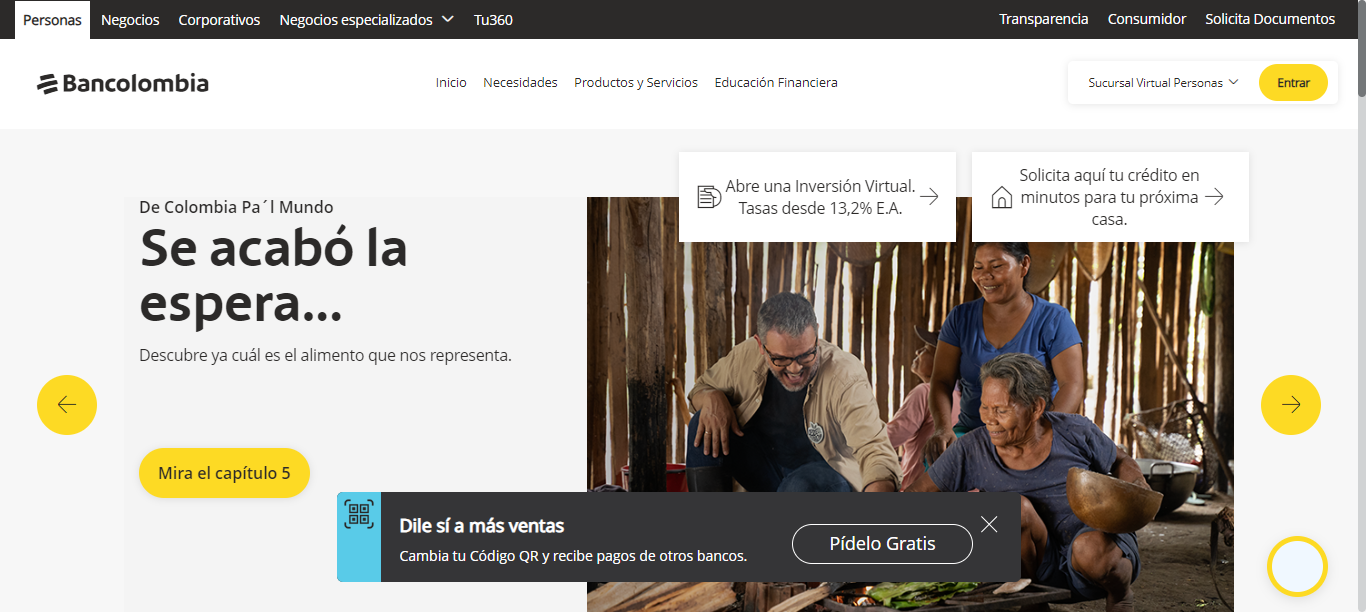 Personas Negocios Corporativos Negocios especializados Tu360 Transparencia Consumidor Solicita Documentos
Bancolombia Inicio Necesidades Productos y Servicios Educación Financiera Sucursal Virtual Personas Entrar
Abre una Inversión Virtual.
Tasas desde 13,2% E.A.
Solicita aquí tu crédito en
minutos para tu próxima
casa.
De Colombia Pa´l Mundo
Se acabó la
espera...
Descubre ya cuál es el alimento que nos representa.
Mira el capítulo 5
Dile sí a más ventas
Cambia tu Código QR y recibe pagos de otros bancos.
Pídelo Gratis